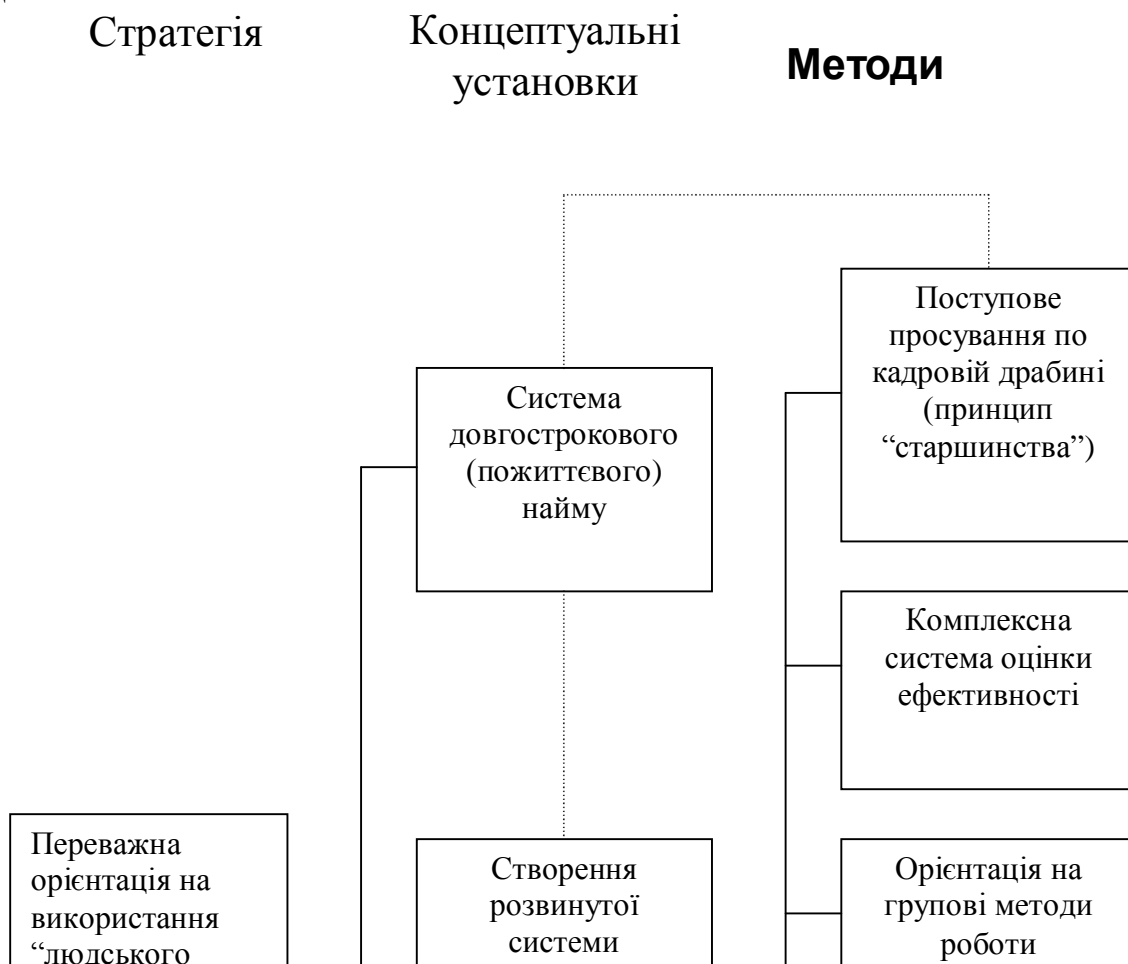 Стратегія
Концептуальні
установки
Методи
Поступове
просування по
кадровій драбині
(принцип
“старшинства”)
Система
довгострокового
(пожиттєвого)
найму
Комплексна
система оцінки
ефективності
Переважна
орієнтація на
використання
“людського
Створення
розвинутої
системи
Орієнтація на
групові методи
роботи